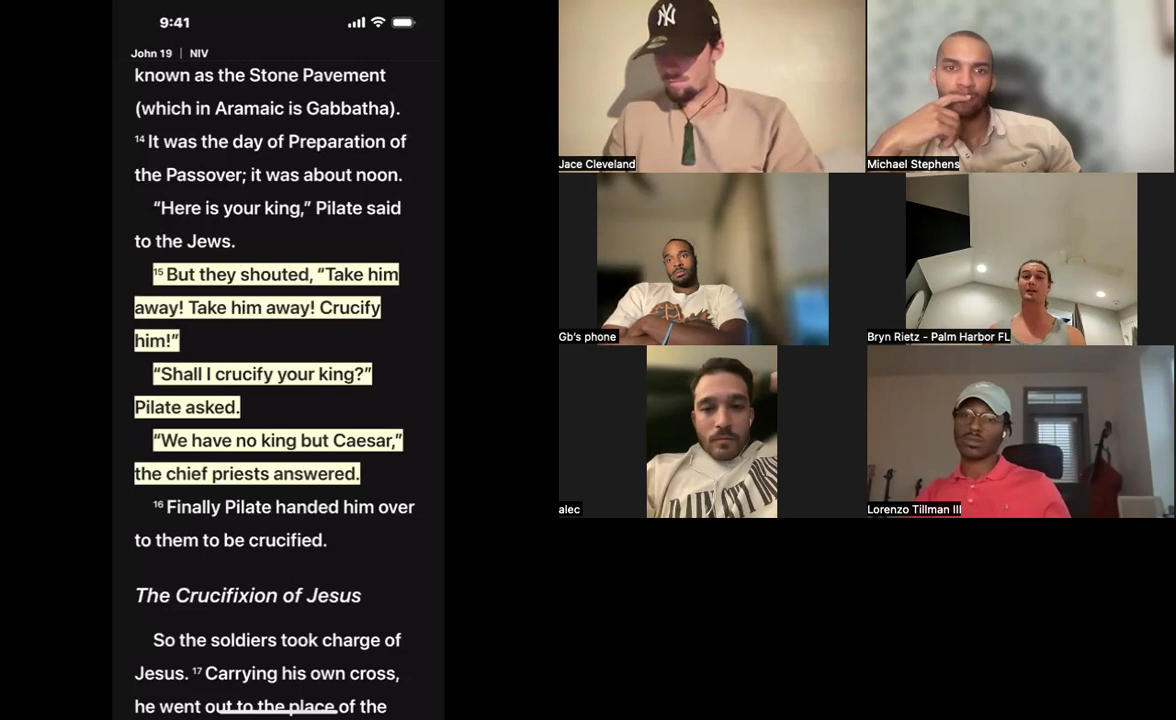 9:41
John 19 | NIV
known as the Stone Pavement
(which in Aramaic is Gabbatha).
14 It was the day of Preparation of
the Passover; it was about noon.
“Here is your king,” Pilate said
to the Jews.
15 But they shouted, “Take him
away! Take him away! Crucify
him!”
“Shall I crucify your king?”
Pilate asked.
“We have no king but Caesar,”
the chief priests answered.
16 Finally Pilate handed him over
to them to be crucified.
The Crucifixion of Jesus
So the soldiers took charge of
Jesus. 17 Carrying his own cross,
he went out to the place of the
NY
Jace Cleveland
Michael Stephens
Gb's phone
Bryn Rietz - Palm Harbor FL
CITY
alec
Lorenzo Tillman III